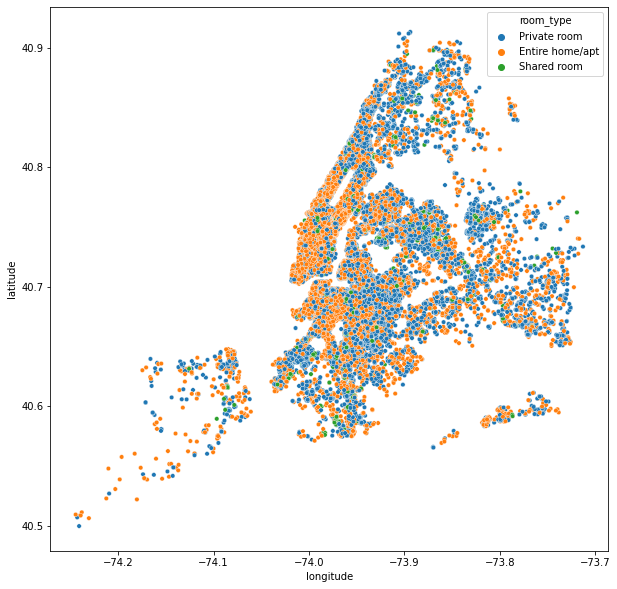 room_type
Private room
Entire home/apt
Shared room
40.9
40.8
40.7
40.6
40.5
latitude
−74.2
−74.1
−74.0
−73.9
−73.8
−73.7
longitude